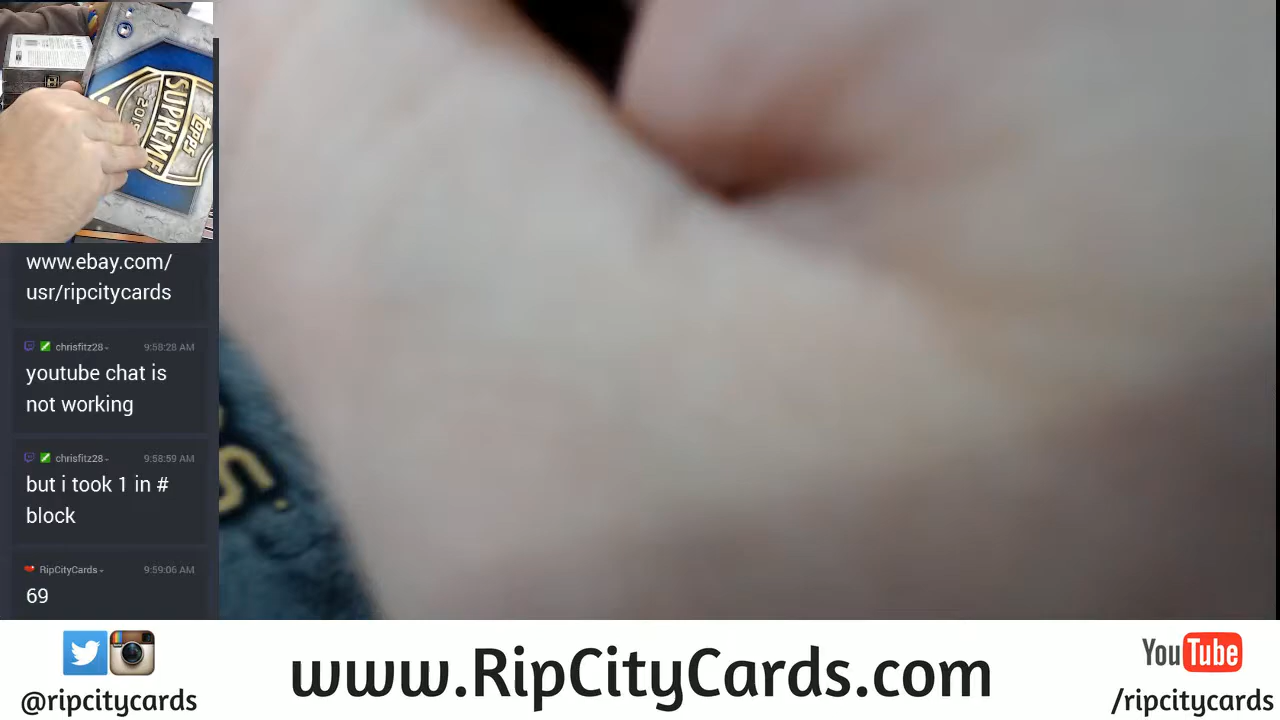 topps
SUPREME
www.ebay.com/
usr/ripcitycards
chrisfitz28
9:58:28 AM
youtube chat is
not working
chrisfitz28
9:58:59 AM
but i took 1 in #
block
RipCityCards
9:59:06 AM
69
@ripcitycards
www.RipCityCards.com
YouTube
/ripcitycards